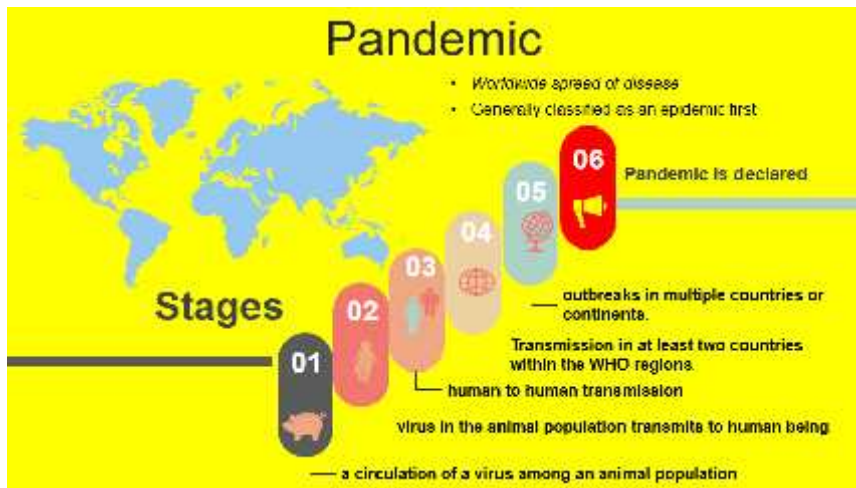 Pandemic
• Worldwide spread of disease
• Generally classified as an epidemic first
06
Pandemic is declared
05
04
03
Stages
02
01
outbreaks in multiple countries or
continents.
Transmission in at least two countries
within the WHO regions.
human to human transmission
virus in the animal population transmits to human being
a circulation of a virus among an animal population